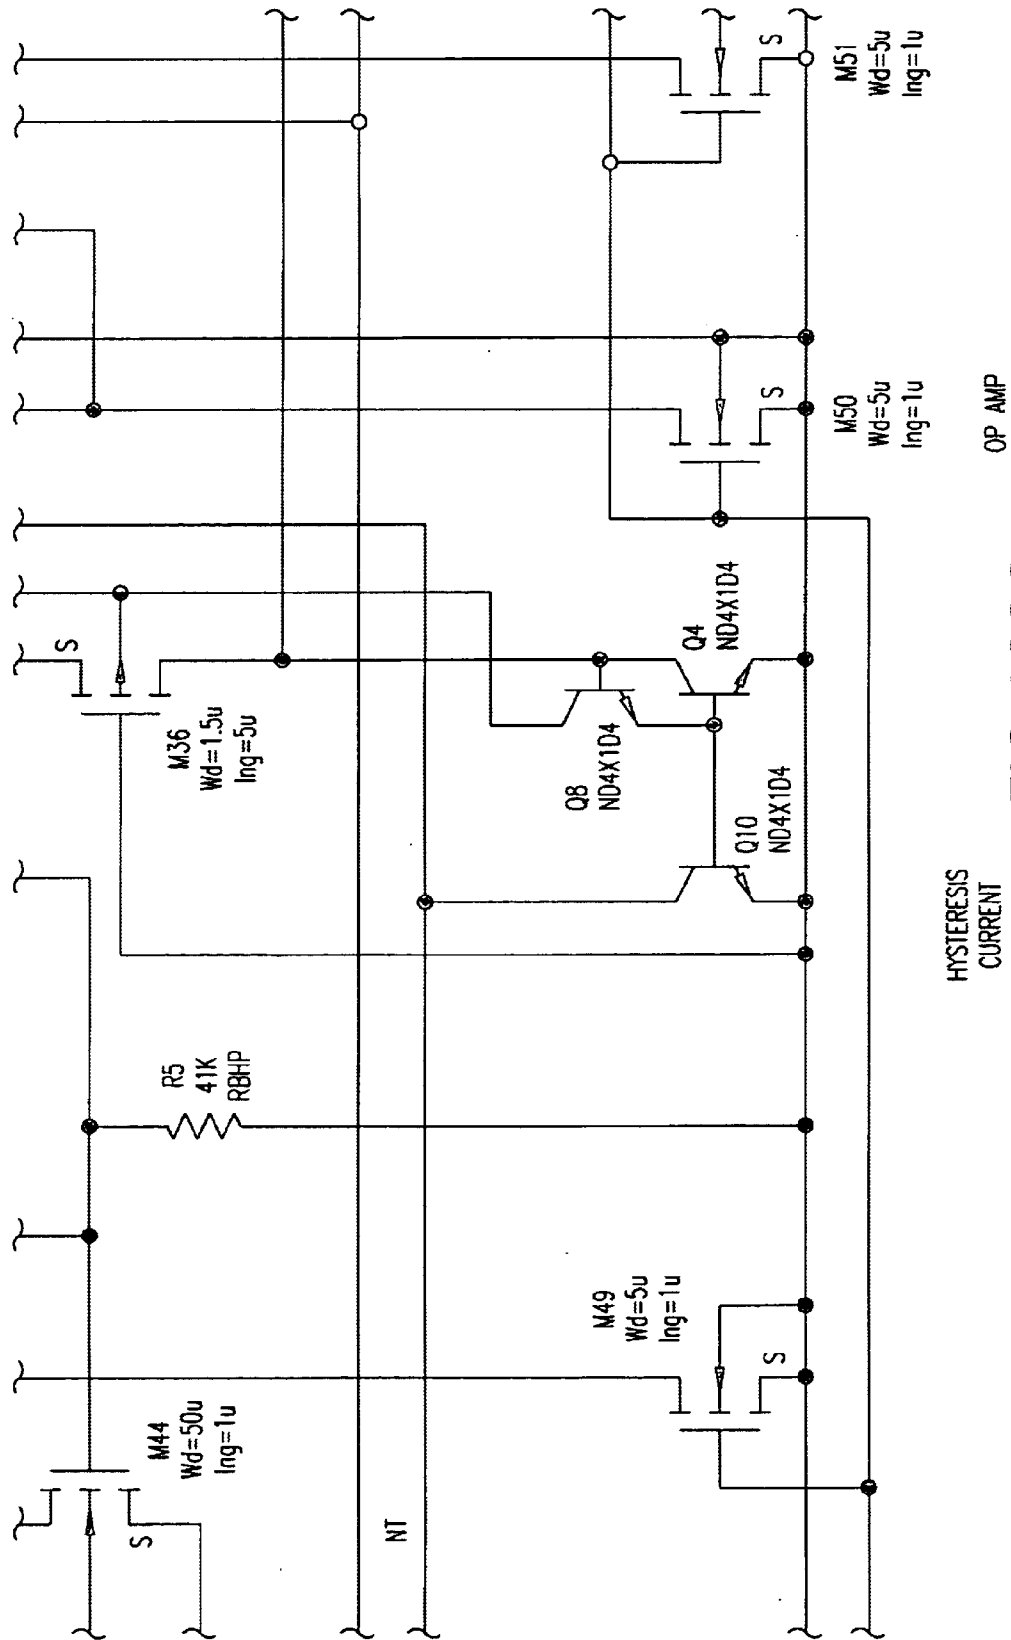 M44
Wd=50u
lng=1u
S
NT
M49
Wd=5u
lng=1u
S
R5
41K
RBHP
M36
Wd=1.5u
lng=5u
S
Q10
ND4X1D4
Q8
ND4X1D4
Q4
ND4X1D4
M50
Wd=5u
lng=1u
S
M51
Wd=5u
lng=1u
S
HYSTERESIS
CURRENT
OP AMP